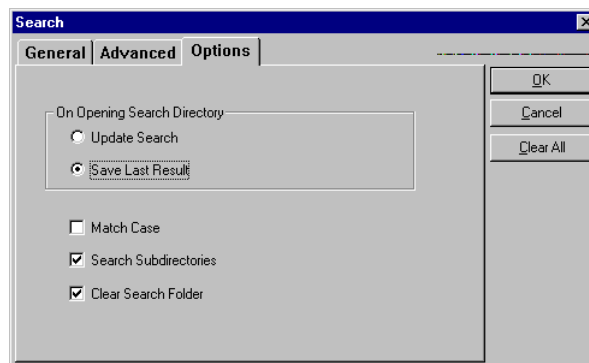 Search
General Advanced Options
OK
On Opening Search Directory
Cancel
Update Search
Clear All
Save Last Result
Match Case
Search Subdirectories
Clear Search Folder